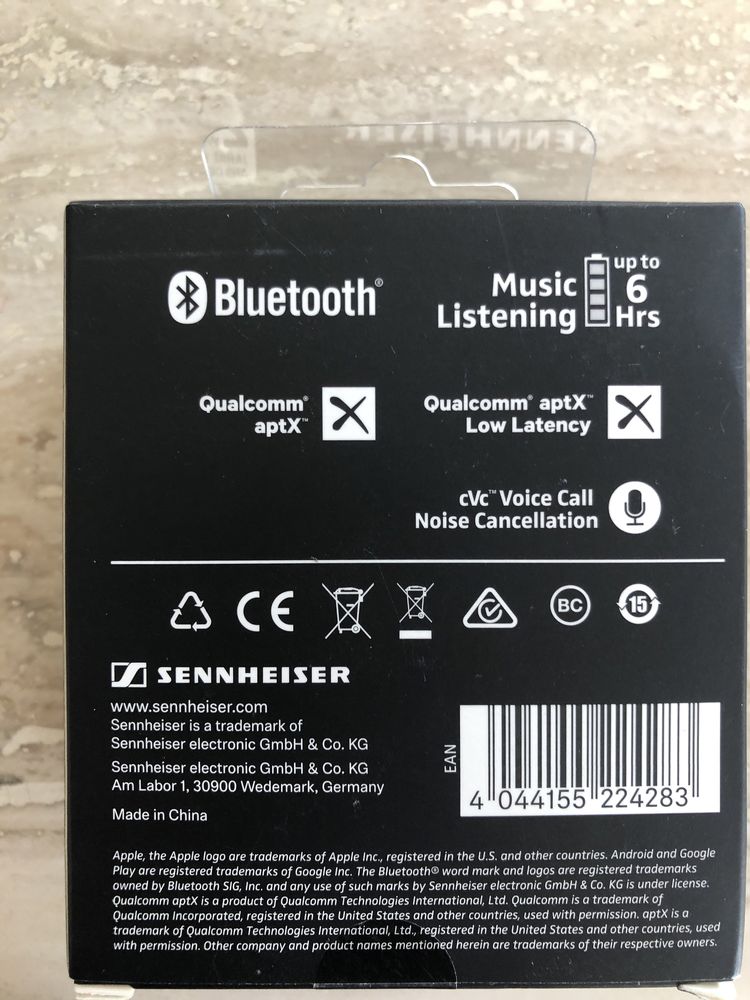 SENNHEISER
Bluetooth®
Music
Listening
up to
6
Hrs
Qualcomm®
aptX™
Qualcomm® aptX™
Low Latency
cVc™ Voice Call
Noise Cancellation
CE
BC
15
SENNHEISER
www.sennheiser.com
Sennheiser is a trademark of
Sennheiser electronic GmbH & Co. KG
Sennheiser electronic GmbH & Co. KG
Am Labor 1, 30900 Wedemark, Germany
Made in China
EAN
4 044155 224283
Apple, the Apple logo are trademarks of Apple Inc., registered in the U.S. and other countries. Android and Google
Play are registered trademarks of Google Inc. The Bluetooth® word mark and logos are registered trademarks
owned by Bluetooth SIG, Inc. and any use of such marks by Sennheiser electronic GmbH & Co. KG is under license.
Qualcomm aptX is a product of Qualcomm Technologies International, Ltd. Qualcomm is a trademark of
Qualcomm Incorporated, registered in the United States and other countries, used with permission. aptX is a
trademark of Qualcomm Technologies International, Ltd., registered in the United States and other countries, used
with permission. Other company and product names mentioned herein are trademarks of their respective owners.